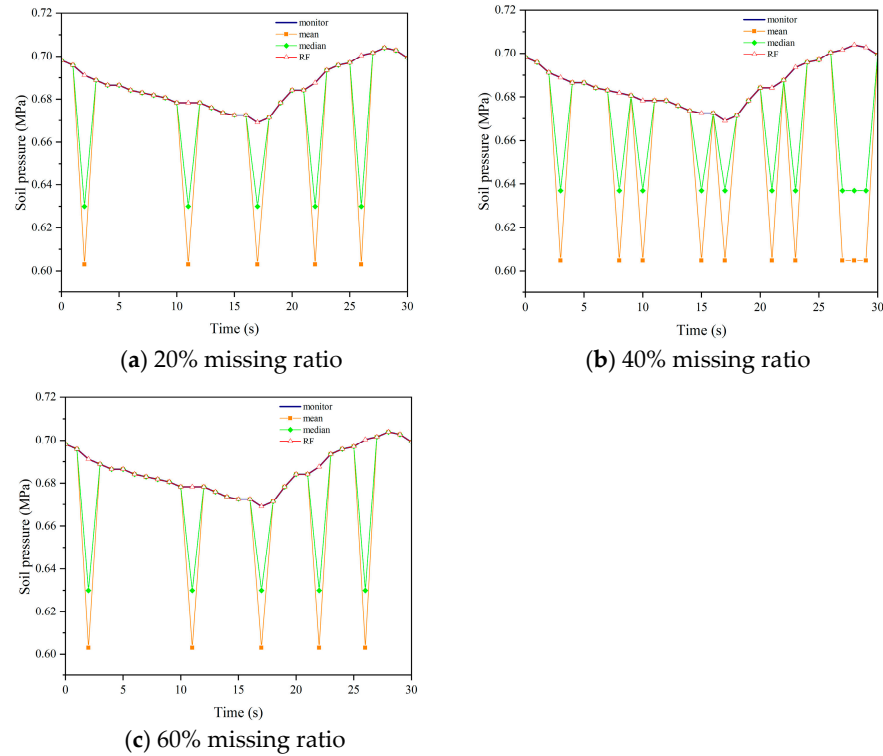 0.72
0.70
0.68
0.66
0.64
0.62
0.60
Soil pressure (MPa)
monitor
mean
median
RF
0 5 10 15 20 25 30
Time (s)
(a) 20% missing ratio
0.72
0.70
0.68
0.66
0.64
0.62
0.60
Soil pressure (MPa)
monitor
mean
median
RF
0 5 10 15 20 25 30
Time (s)
(b) 40% missing ratio
0.72
0.70
0.68
0.66
0.64
0.62
0.60
Soil pressure (MPa)
monitor
mean
median
RF
0 5 10 15 20 25 30
Time (s)
(c) 60% missing ratio